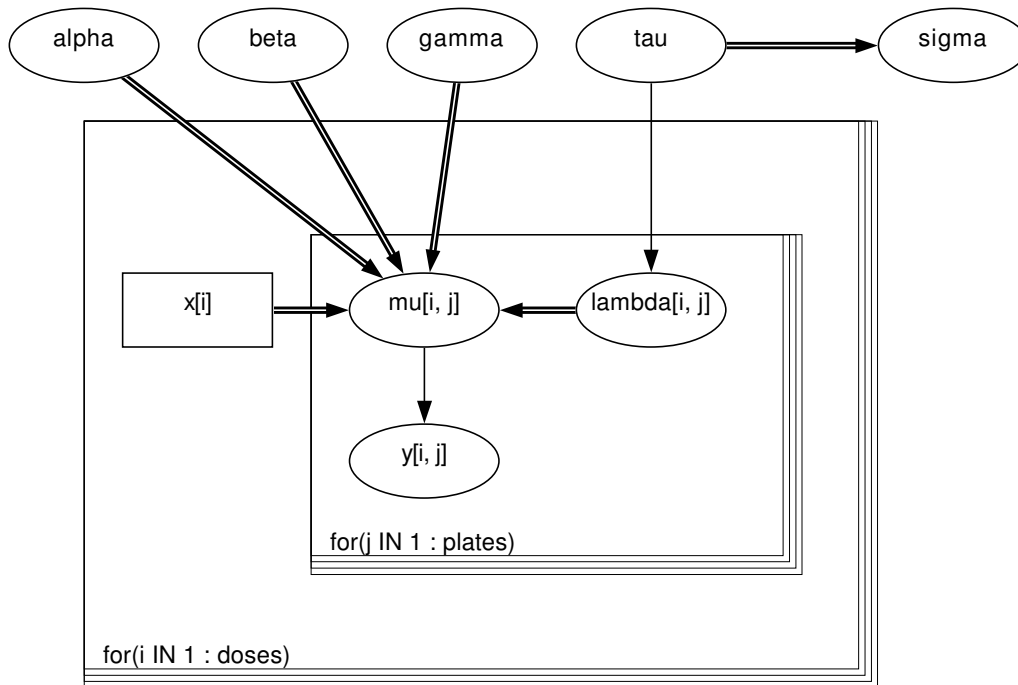 alpha
beta
gamma
tau
sigma
x[i]
mu[i, j]
lambda[i, j]
y[i, j]
for(j IN 1 : plates)
for(i IN 1 : doses)